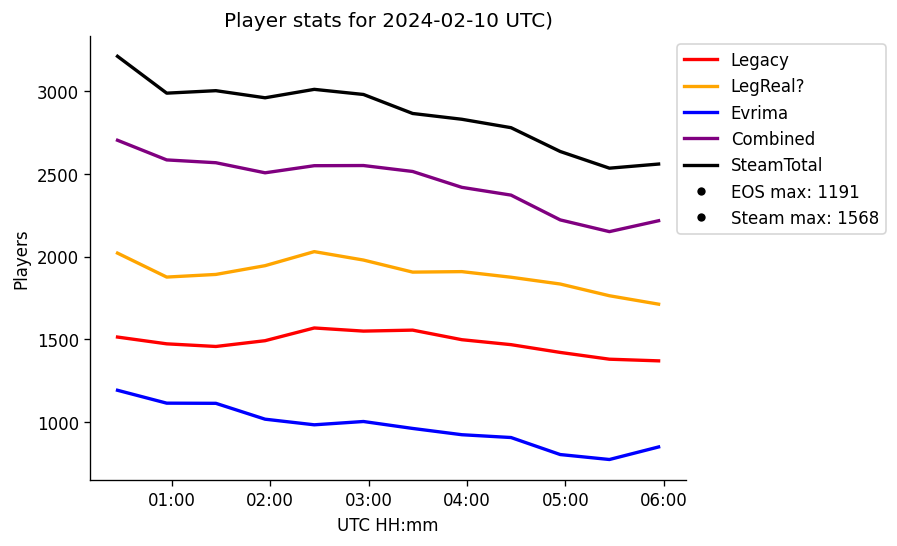 Player stats for 2024-02-10 UTC)
Legacy
LegReal?
Evrima
Combined
SteamTotal
EOS max: 1191
Steam max: 1568
Players
3000
2500
2000
1500
1000
01:00 02:00 03:00 04:00 05:00 06:00
UTC HH:mm